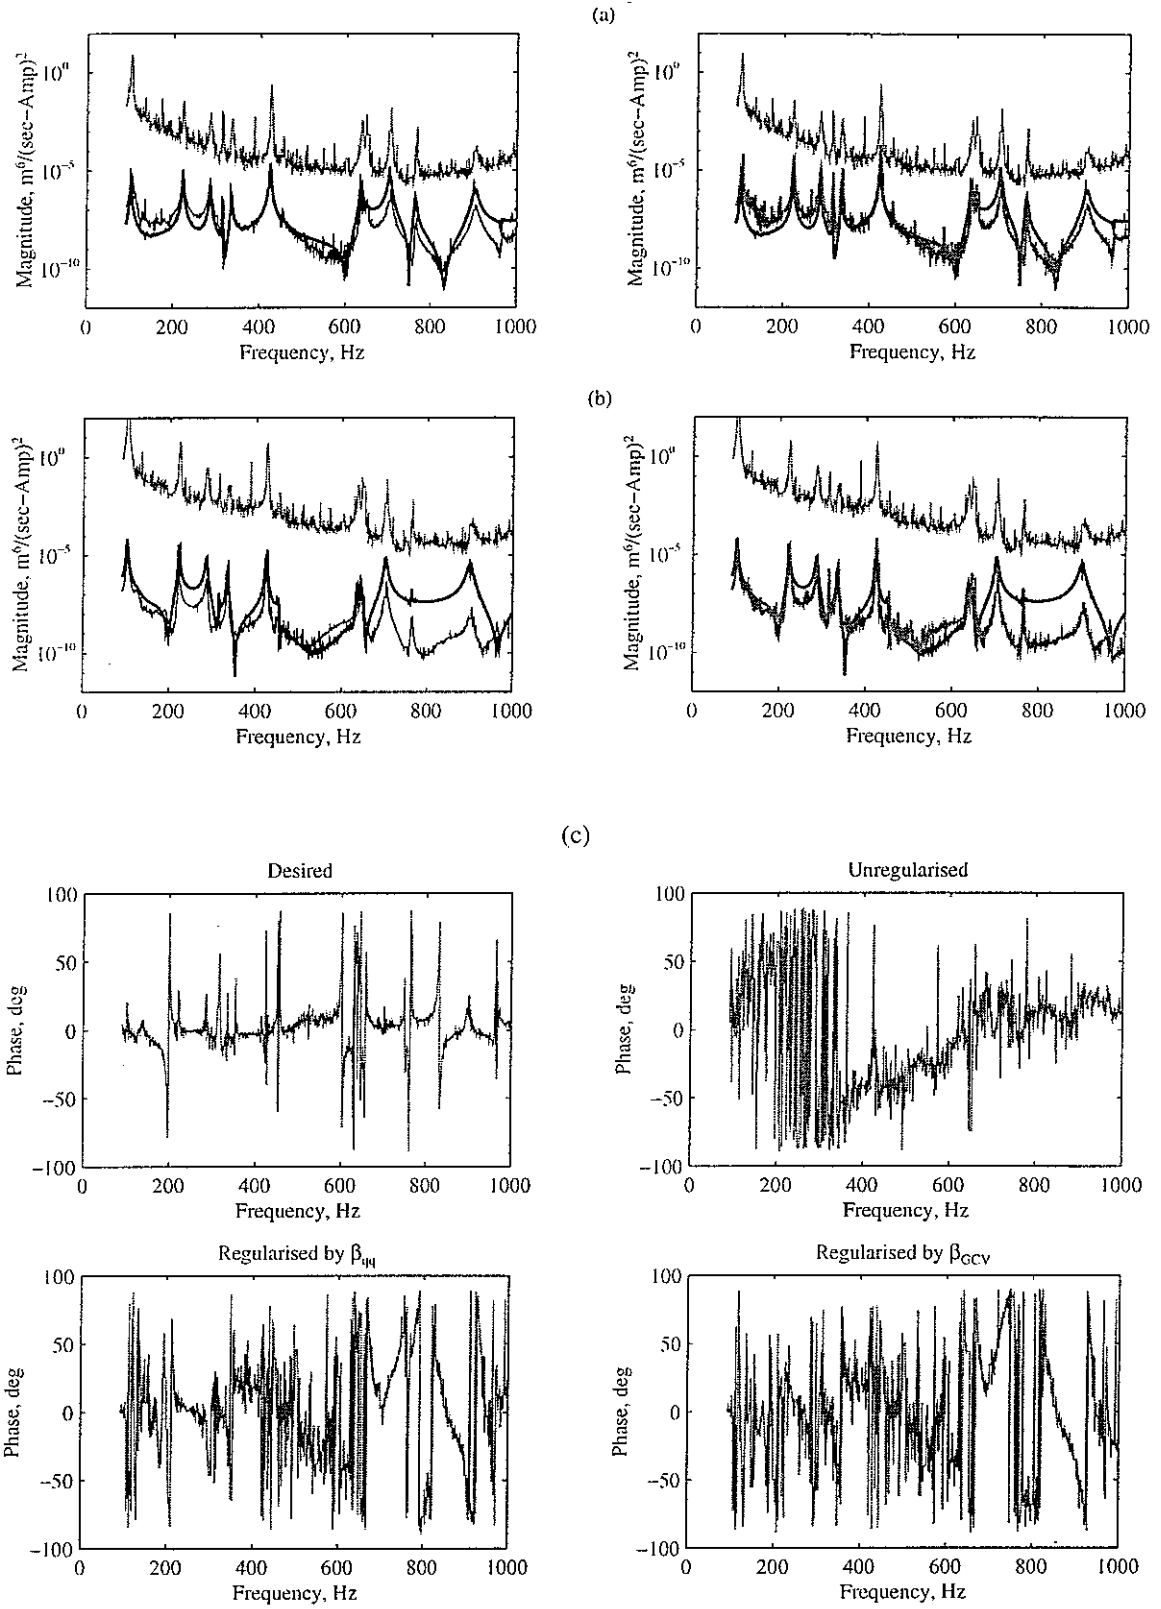 (a)
Magnitude, m⁶/(sec–Amp)²
10⁰
10⁻⁵
10⁻¹⁰
0 200 400 600 800 1000
Frequency, Hz
Magnitude, m⁶/(sec–Amp)²
10⁰
10⁻⁵
10⁻¹⁰
0 200 400 600 800 1000
Frequency, Hz
(b)
Magnitude, m⁶/(sec–Amp)²
10⁰
10⁻⁵
10⁻¹⁰
0 200 400 600 800 1000
Frequency, Hz
Magnitude, m⁶/(sec–Amp)²
10⁰
10⁻⁵
10⁻¹⁰
0 200 400 600 800 1000
Frequency, Hz
(c)
Desired
Phase, deg
100
50
0
−50
−100
0 200 400 600 800 1000
Frequency, Hz
Unregularised
Phase, deg
100
50
0
−50
−100
0 200 400 600 800 1000
Frequency, Hz
Regularised by βqq
Phase, deg
100
50
0
−50
−100
0 200 400 600 800 1000
Frequency, Hz
Regularised by βGCV
Phase, deg
100
50
0
−50
−100
0 200 400 600 800 1000
Frequency, Hz